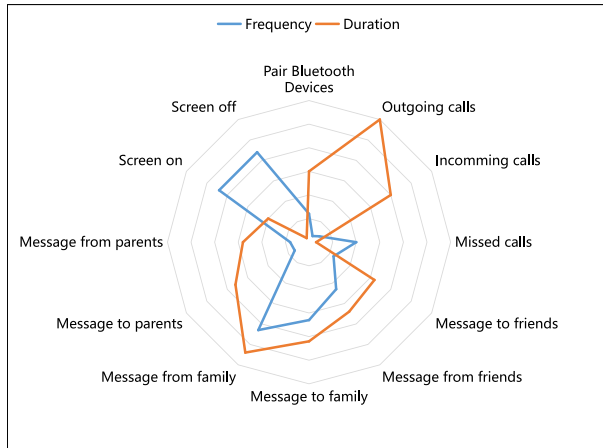 Frequency Duration
Pair Bluetooth
Devices
Screen off
Outgoing calls
Screen on
Incomming calls
Message from parents
Missed calls
Message to parents
Message to friends
Message from family
Message from friends
Message to family